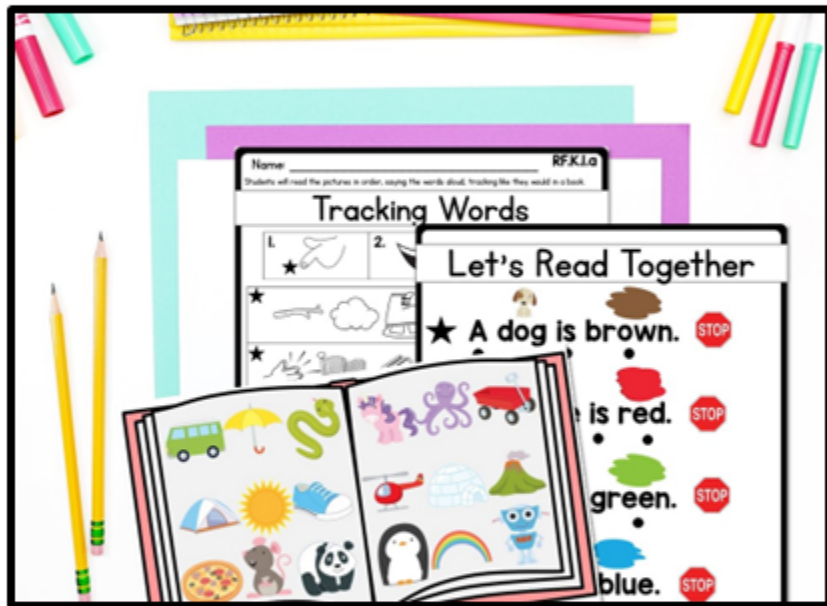 Name:
RF.K.1.a
Students will read the pictures in order, saying the words aloud, tracking like they would in a book.
Tracking Words
1.
2.
Let's Read Together
A dog is brown.
STOP
is red.
STOP
green.
STOP
blue.
STOP